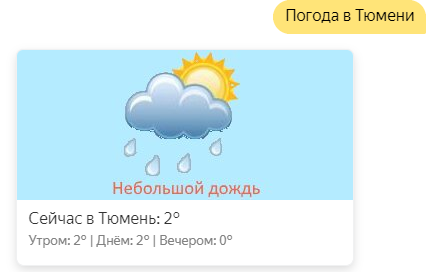 Погода в Тюмени
Небольшой дождь
Сейчас в Тюмень: 2°
Утром: 2° | Днём: 2° | Вечером: 0°